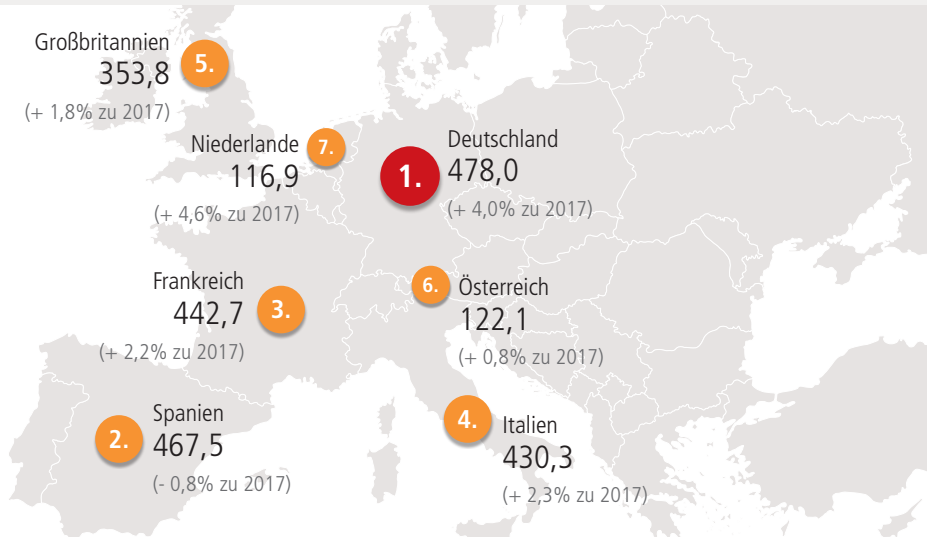 Großbritannien
353,8
(+ 1,8% zu 2017)
5.
Niederlande
116,9
(+ 4,6% zu 2017)
7.
1.
Deutschland
478,0
(+ 4,0% zu 2017)
Frankreich
442,7
(+ 2,2% zu 2017)
3.
6.
Österreich
122,1
(+ 0,8% zu 2017)
2.
Spanien
467,5
(- 0,8% zu 2017)
4.
Italien
430,3
(+ 2,3% zu 2017)